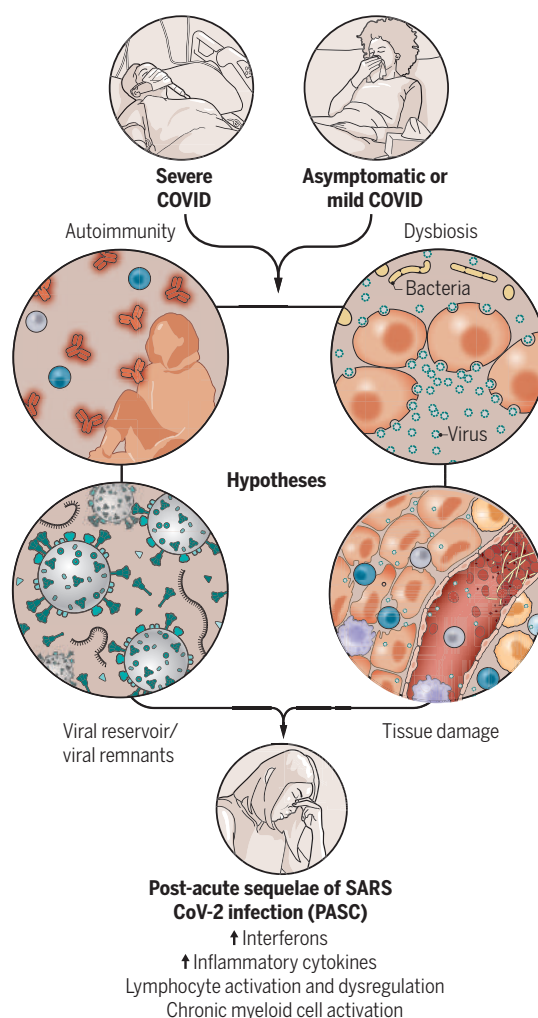 Severe
COVID
Asymptomatic or
mild COVID
Autoimmunity
Dysbiosis
Bacteria
Virus
Hypotheses
Viral reservoir/
viral remnants
Tissue damage
Post-acute sequelae of SARS
CoV-2 infection (PASC)
⬆ Interferons
⬆ Inflammatory cytokines
Lymphocyte activation and dysregulation
Chronic myeloid cell activation